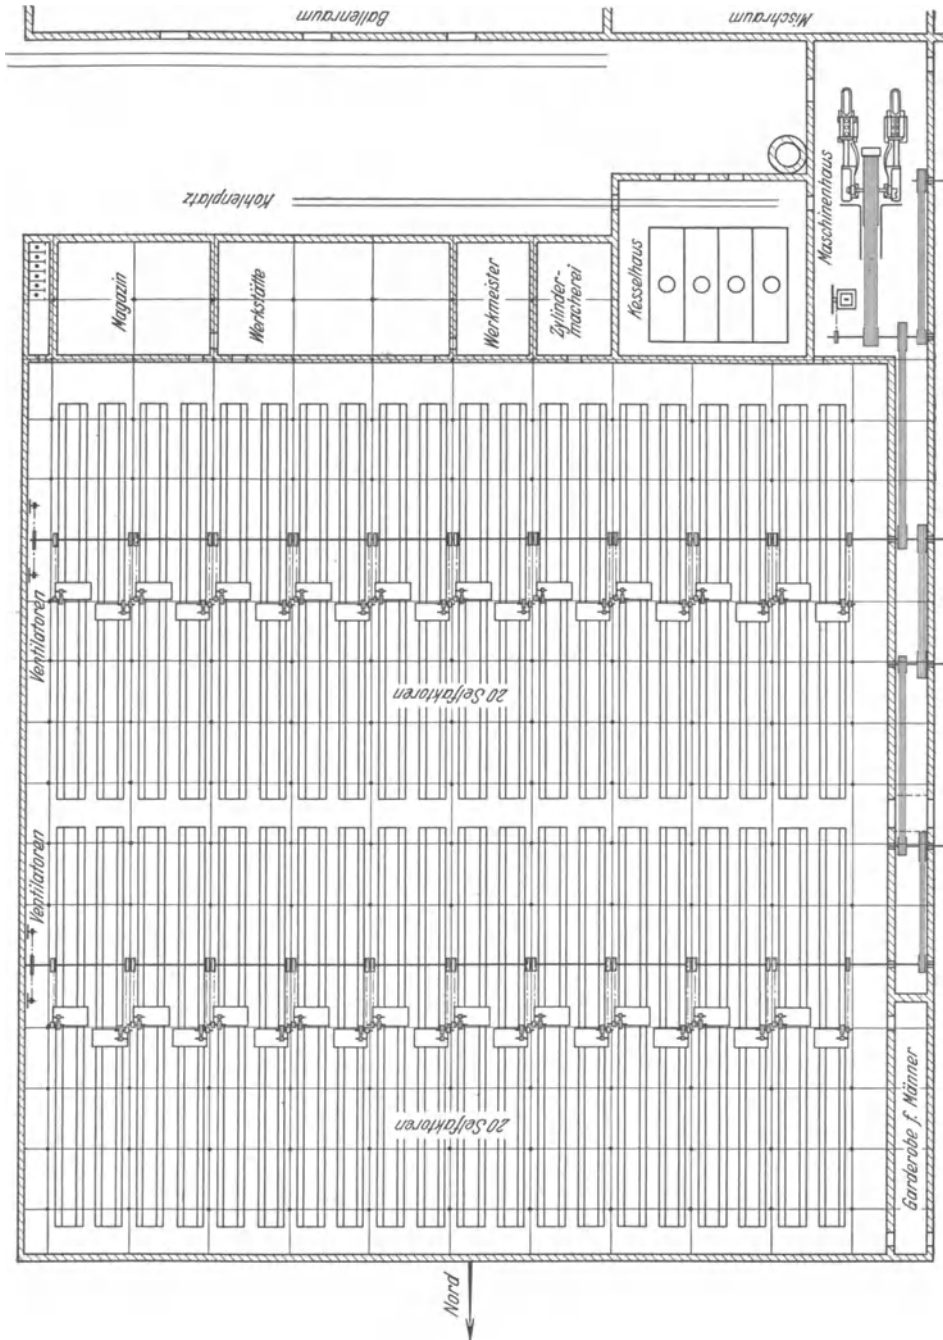 Ballenraum
Mischraum
Kohlenplatz
Maschinenhaus
Magazin
Werkstätte
Werkmeister
Zylinder-
macherei
Kesselhaus
Ventilatoren
20 Selfaktoren
Ventilatoren
20 Selfaktoren
Garderobe f. Männer
Nord